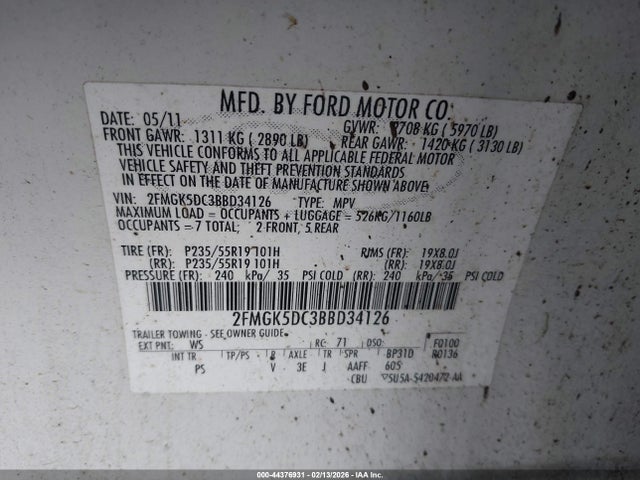 MFD. BY FORD MOTOR CO.
DATE: 05/11 GVWR: 2708 KG ( 5970 LB)
FRONT GAWR: 1311 KG ( 2890 LB) REAR GAWR: 1420 KG ( 3130 LB)
THIS VEHICLE CONFORMS TO ALL APPLICABLE FEDERAL MOTOR
VEHICLE SAFETY AND THEFT PREVENTION STANDARDS
IN EFFECT ON THE DATE OF MANUFACTURE SHOWN ABOVE.
VIN: 2FMGK5DC3BBD34126 TYPE: MPV
MAXIMUM LOAD = OCCUPANTS + LUGGAGE = 526KG/1160LB
OCCUPANTS = 7 TOTAL, 2 FRONT, 5 REAR
TIRE (FR): P235/55R19 101H RIMS (FR): 19X8.0J
(RR): P235/55R19 101H (RR): 19X8.0J
PRESSURE (FR): 240 kPa/ 35 PSI COLD (RR): 240 kPa/ 35 PSI COLD
2FMGK5DC3BBD34126
TRAILER TOWING - SEE OWNER GUIDE
EXT PNT: WS RC: 71 DSO: FQ100
INT TR TP/PS R AXLE TR SPR BP31D R0136
PS V 3E J AAFF 605
CBU 5U5A-5420472-AA
000-44376931 - 02/13/2026 - IAA Inc.